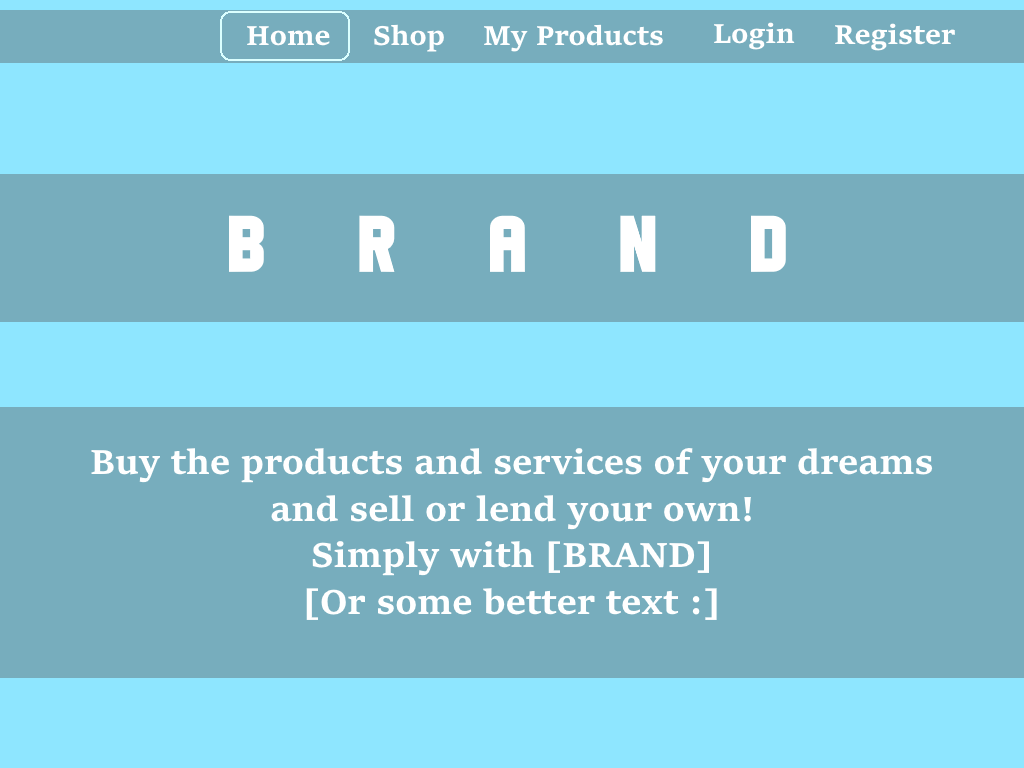 Home Shop My Products Login Register
B R A N D
Buy the products and services of your dreams
and sell or lend your own!
Simply with [BRAND]
[Or some better text :]